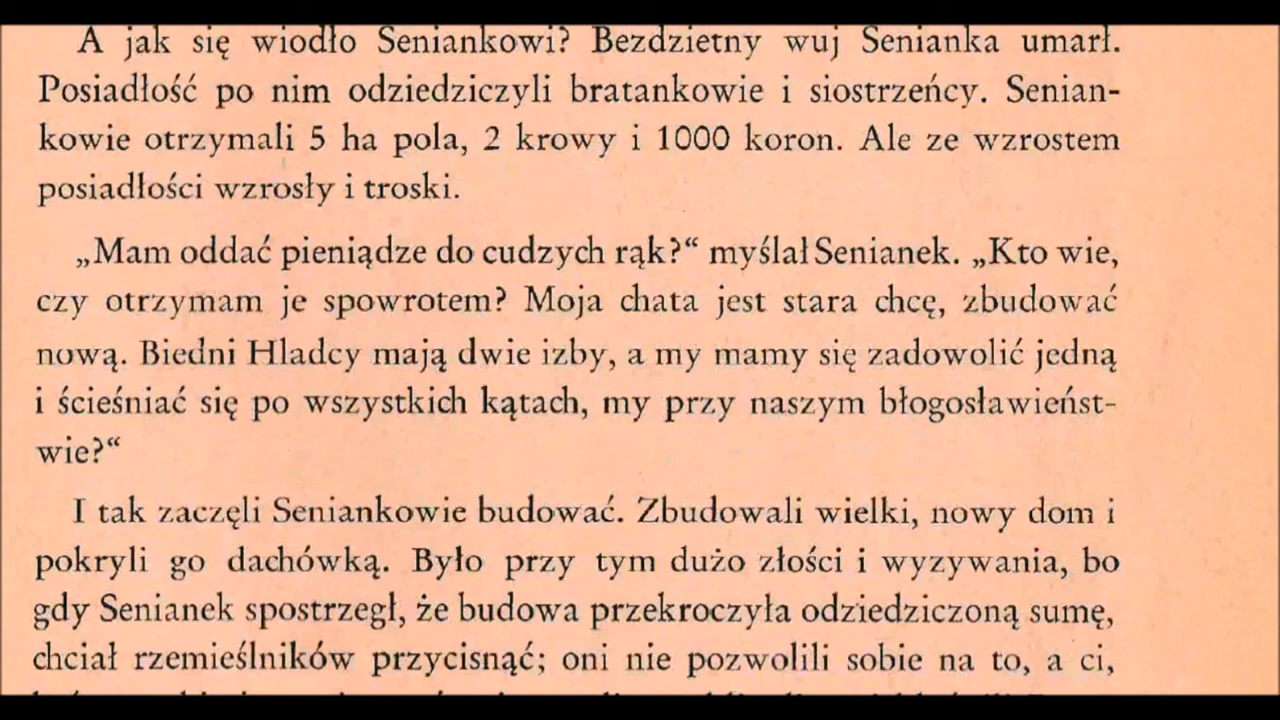 A jak się wiodło Seniankowi? Bezdzietny wuj Senianka umarł.
Posiadłość po nim odziedziczyli bratankowie i siostrzeńcy. Senian-
kowie otrzymali 5 ha pola, 2 krowy i 1000 koron. Ale ze wzrostem
posiadłości wzrosły i troski.
„Mam oddać pieniądze do cudzych rąk?“ myślał Senianek. „Kto wie,
czy otrzymam je spowrotem? Moja chata jest stara chcę, zbudować
nową. Biedni Hladcy mają dwie izby, a my mamy się zadowolić jedną
i ścieśniać się po wszystkich kątach, my przy naszym błogosławieńst-
wie?“
I tak zaczęli Seniankowie budować. Zbudowali wielki, nowy dom i
pokryli go dachówką. Było przy tym dużo złości i wyzywania, bo
gdy Senianek spostrzegł, że budowa przekroczyła odziedziczoną sumę,
chciał rzemieślników przycisnąć; oni nie pozwolili sobie na to, a ci,